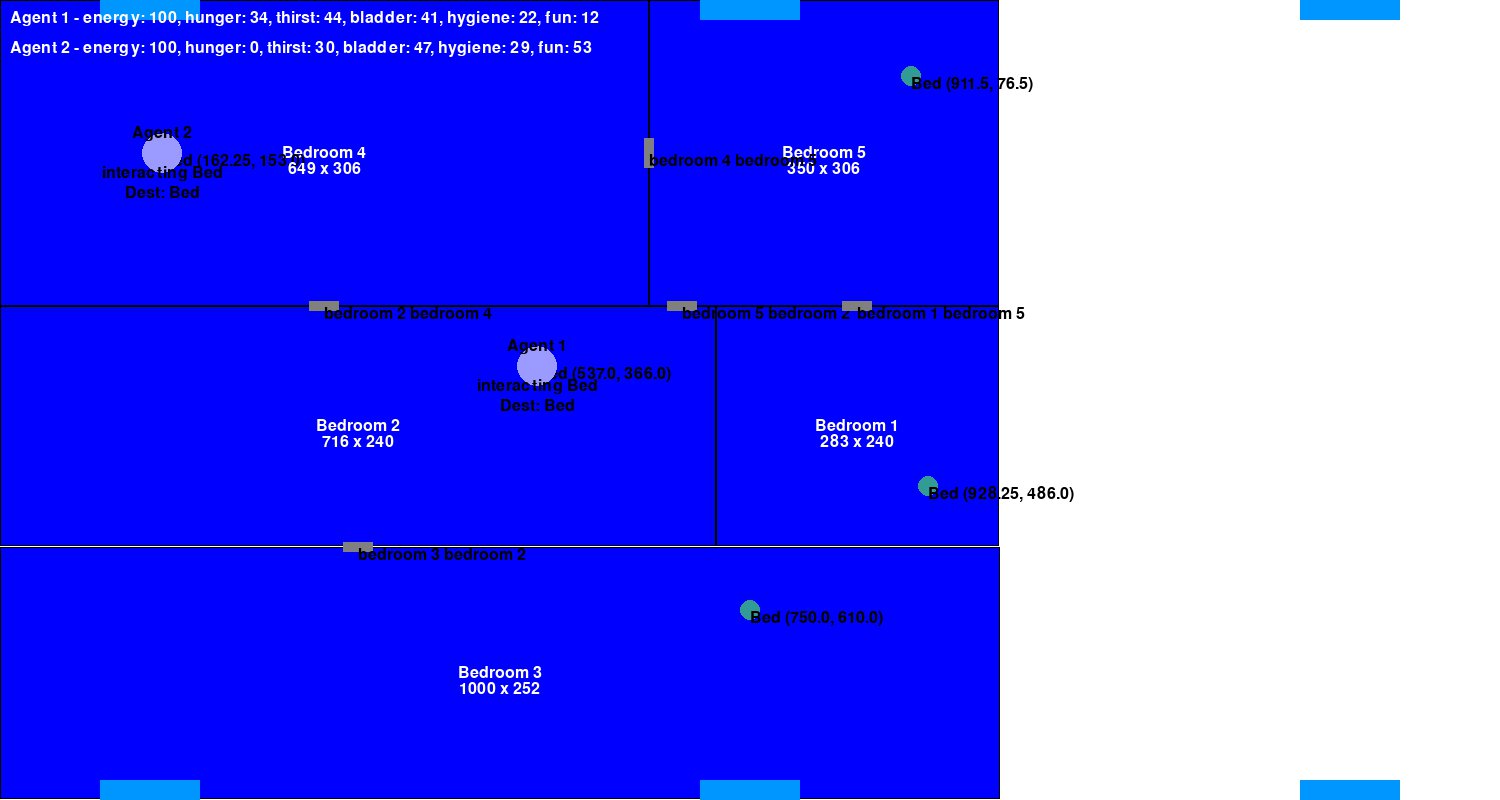 Agent 1 - energy: 100, hunger: 34, thirst: 44, bladder: 41, hygiene: 22, fun: 12
Agent 2 - energy: 100, hunger: 0, thirst: 30, bladder: 47, hygiene: 29, fun: 53
Bed (911.5, 76.5)
Agent 2
(162.25,
interacting Bed
Dest: Bed
Bedroom 4
649 x 306
bedroom 4 bedroom
Bedroom 5
350 x 306
bedroom 2 bedroom 4
bedroom 5 bedroom 2
bedroom 1 bedroom 5
Agent 1
(537.0, 366.0)
interacting Bed
Dest: Bed
Bedroom 2
716 x 240
Bedroom 1
283 x 240
Bed (928.25, 486.0)
bedroom 3 bedroom 2
Bed (750.0, 610.0)
Bedroom 3
1000 x 252